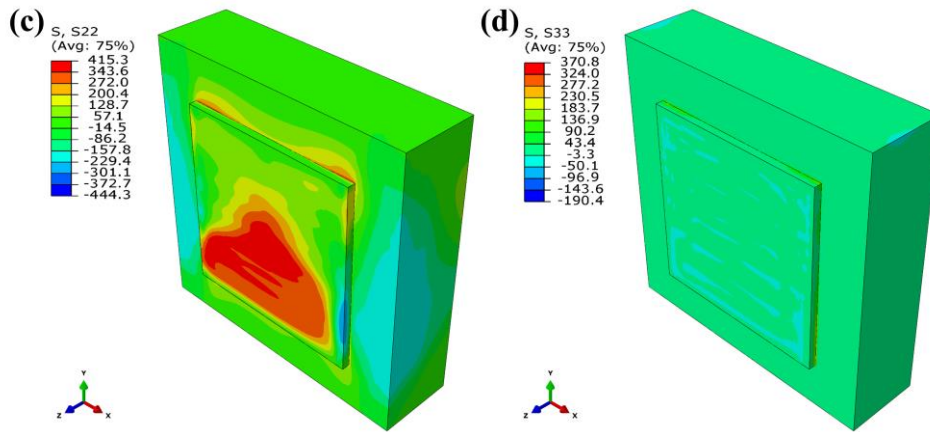 (c)
S, S22
(Avg: 75%)
415.3
343.6
272.0
200.4
128.7
57.1
-14.5
-86.2
-157.8
-229.4
-301.1
-372.7
-444.3
Y
Z
X
(d)
S, S33
(Avg: 75%)
370.8
324.0
277.2
230.5
183.7
136.9
90.2
43.4
-3.3
-50.1
-96.9
-143.6
-190.4
Y
Z
X